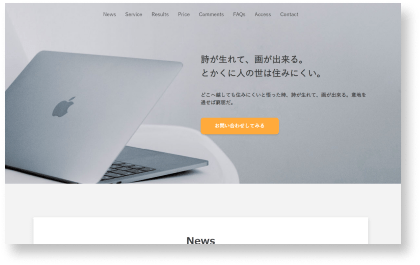 News Service Results Price Comments FAQs Access Contact
詩が生れて、画が出来る。
とかくに人の世は住みにくい。
どこへ越しても住みにくいと悟った時、詩が生れて、画が出来る。意地を
通せば窮屈だ。
お問い合わせしてみる
News